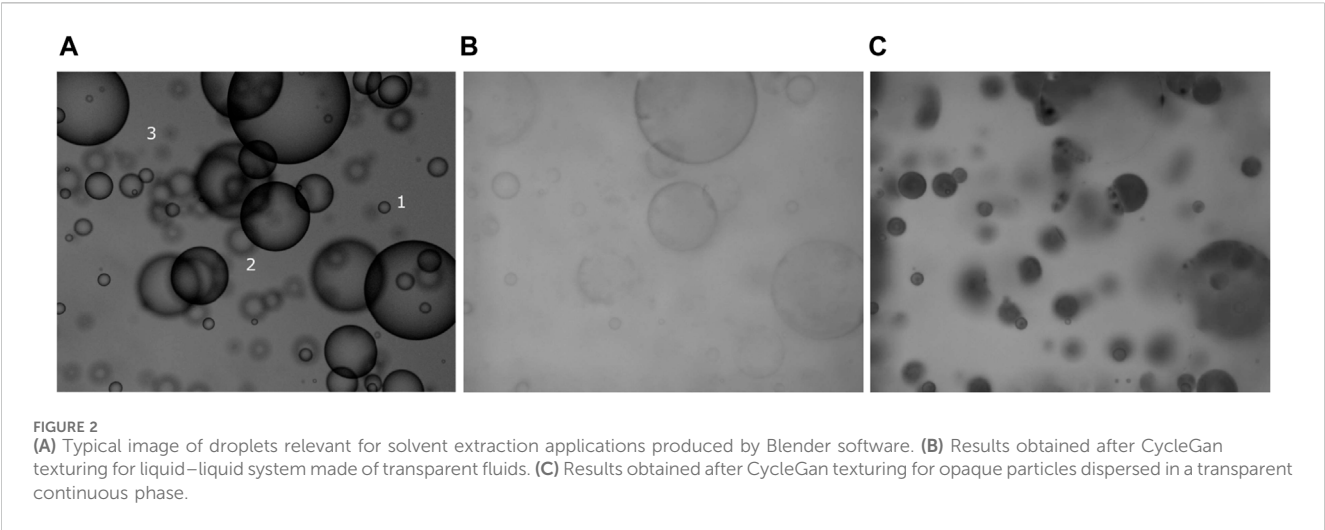 A
B
C
3
1
2
FIGURE 2
(A) Typical image of droplets relevant for solvent extraction applications produced by Blender software. (B) Results obtained after CycleGan
texturing for liquid–liquid system made of transparent fluids. (C) Results obtained after CycleGan texturing for opaque particles dispersed in a transparent
continuous phase.